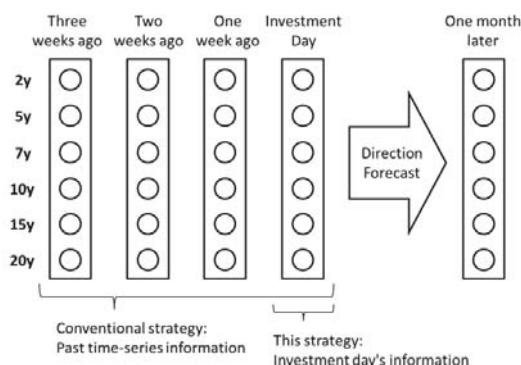 Three weeks ago
Two weeks ago
One week ago
Investment Day
One month later
2y
5y
7y
10y
15y
20y
Direction
Forecast
Conventional strategy:
Past time-series information
This strategy:
Investment day's information